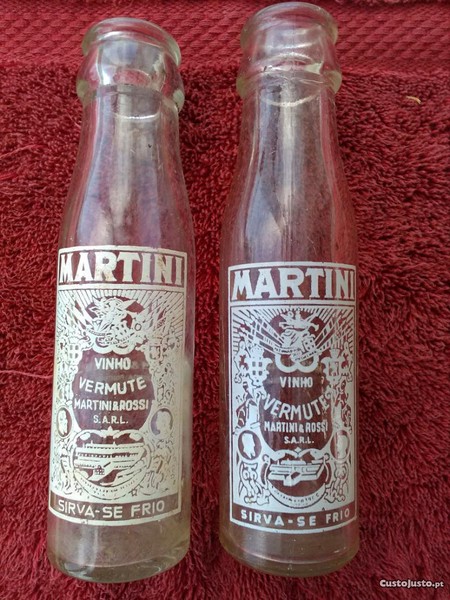 MARTINI
VINHO
VERMUTE
MARTINI & ROSSI
S.A.R.L.
SIRVA-SE FRIO
MARTINI
VINHO
VERMUTE
MARTINI & ROSSI
S.A.R.L.
SIRVA-SE FRIO
CustoJusto.pt